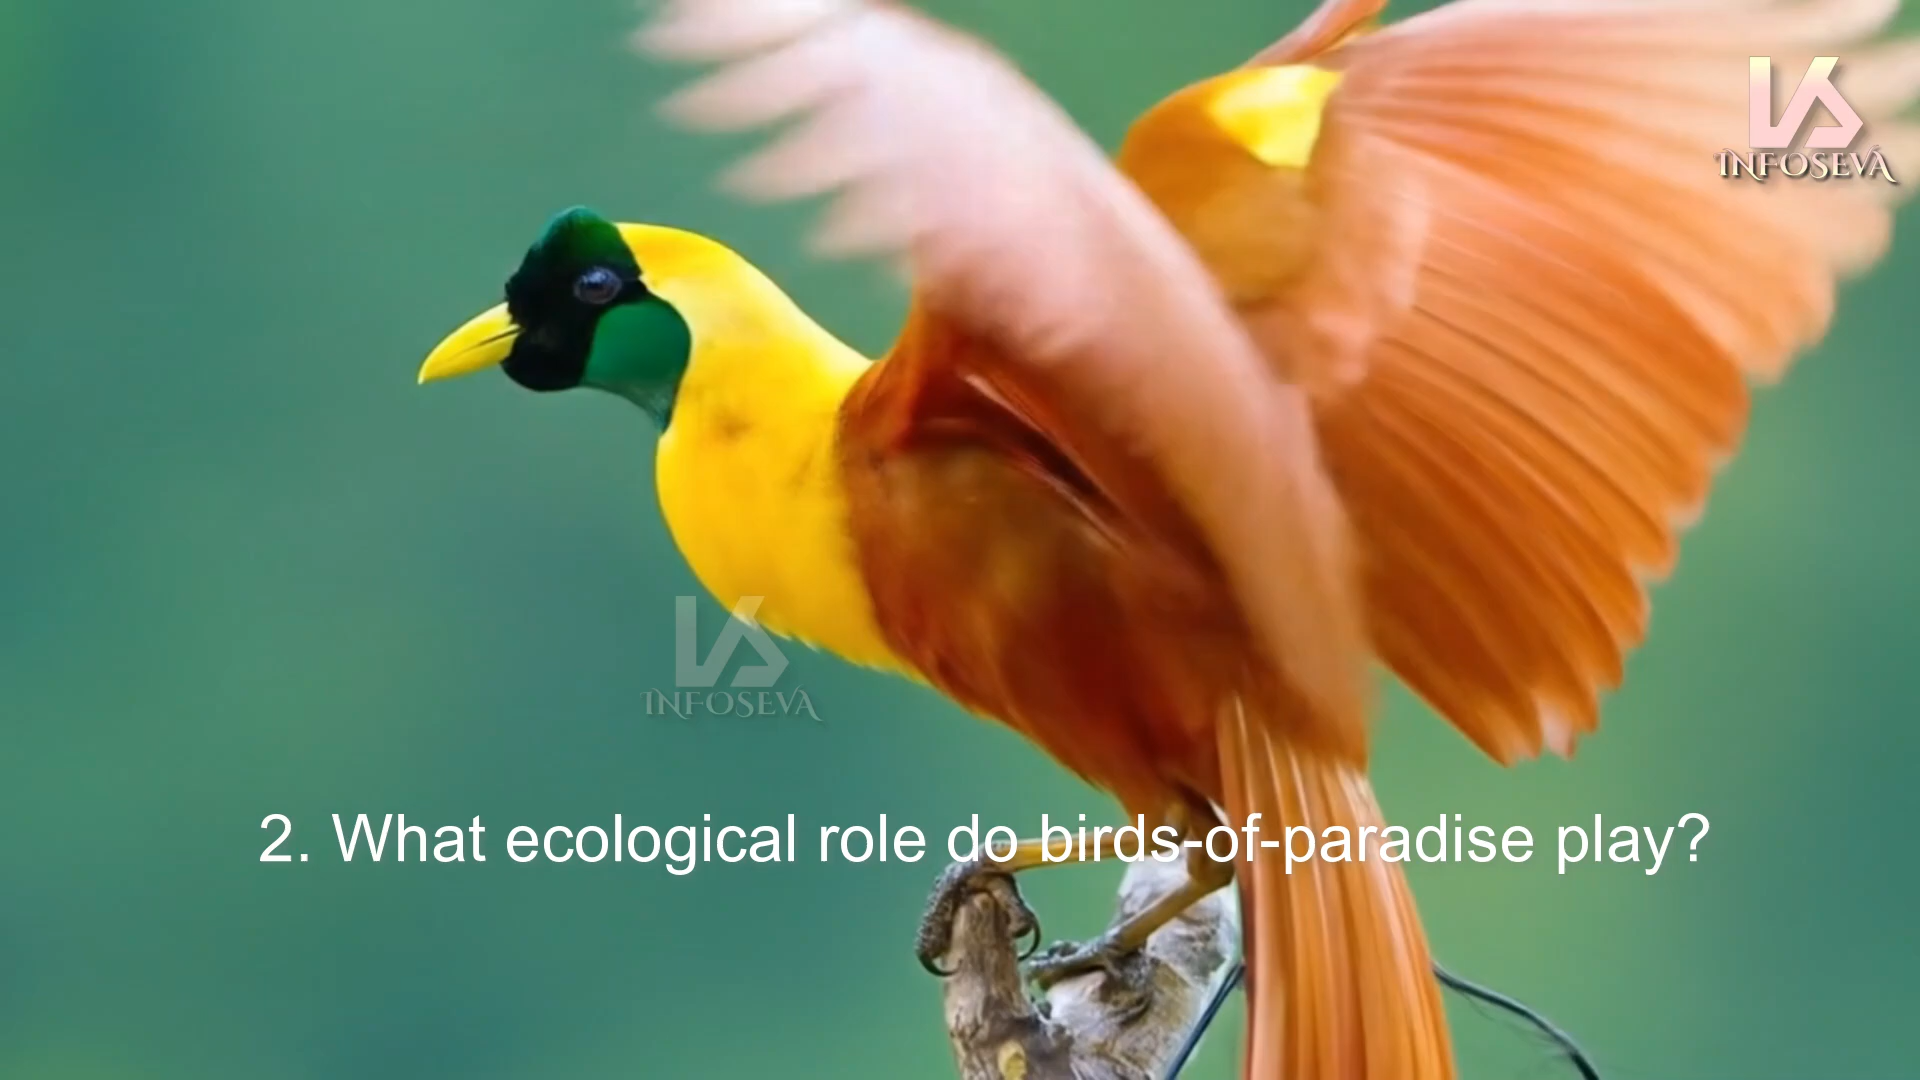 INFOSEVA
INFOSEVA
2. What ecological role do birds-of-paradise play?